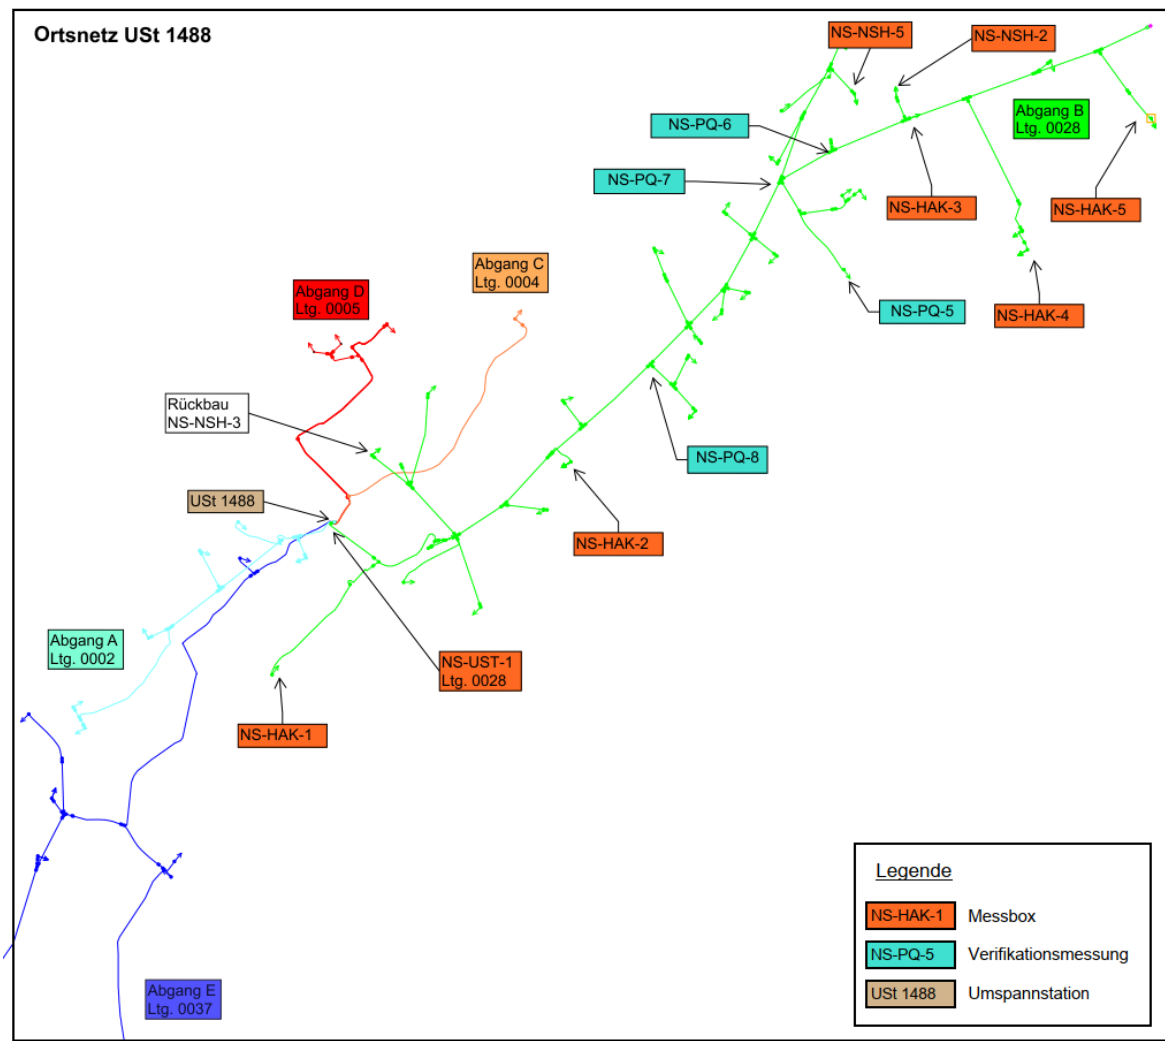 Ortsnetz USt 1488
NS-NSH-5
NS-NSH-2
Abgang B
Ltg. 0028
NS-PQ-6
NS-PQ-7
NS-HAK-3
NS-HAK-5
Abgang C
Ltg. 0004
Abgang D
Ltg. 0005
NS-PQ-5
NS-HAK-4
Rückbau
NS-NSH-3
NS-PQ-8
USt 1488
NS-HAK-2
Abgang A
Ltg. 0002
NS-UST-1
Ltg. 0028
NS-HAK-1
Abgang E
Ltg. 0037
Legende
NS-HAK-1 Messbox
NS-PQ-5 Verifikationsmessung
USt 1488 Umspannstation